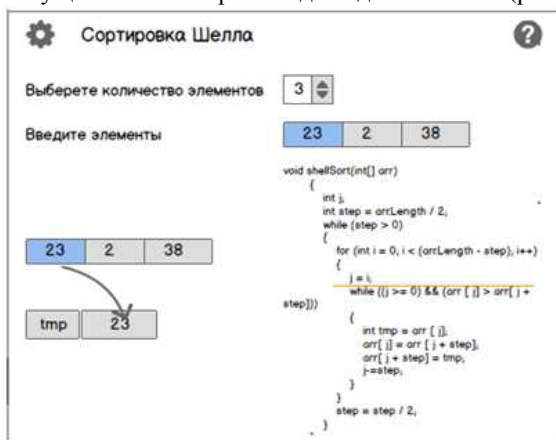 Сортировка Шелла
?
Выберете количество элементов 3
Введите элементы 23 2 38
void shellSort(int[] arr)
{
int j;
int step = arrLength / 2;
while (step > 0)
{
for (int i = 0; i < (arrLength - step); i++)
{
j = i;
while ((j >= 0) && (arr [ j] > arr[ j +
step]))
{
int tmp = arr [ j];
arr[ j] = arr [ j + step];
arr[ j + step] = tmp;
j-=step;
}
}
step = step / 2;
}
23 2 38
tmp 23